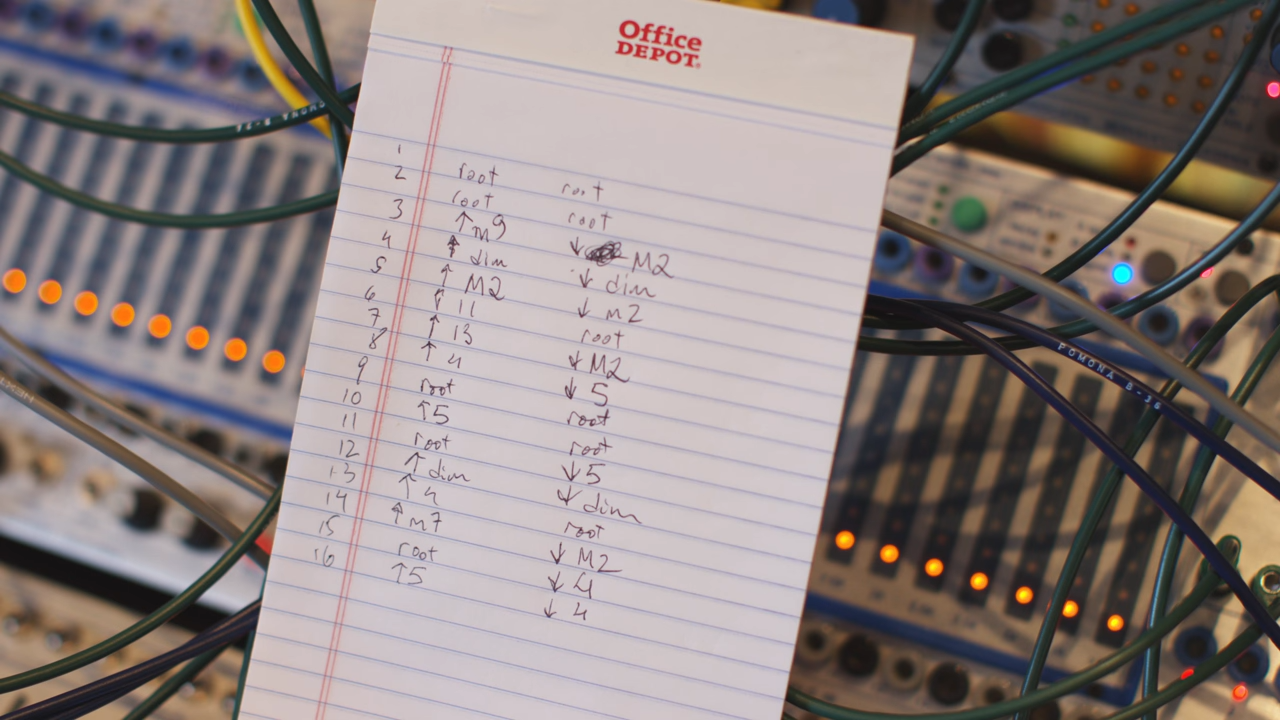 Office
DEPOT
1 root root
2 root root
3 ↑ m9 ↓ M2
4 ↑ dim ↓ dim
5 ↑ M2 ↓ m2
6 ↑ 11 root
7 ↑ 13 ↓ M2
8 ↑ 4 ↓ 5
9 root root
10 ↑5 root
11 root ↓ 5
12 ↑ dim ↓ dim
13 ↑ 4 root
14 ↑ m7 ↓ M2
15 root ↓ 4
16 ↑5 ↓ 4
POMONA B-36